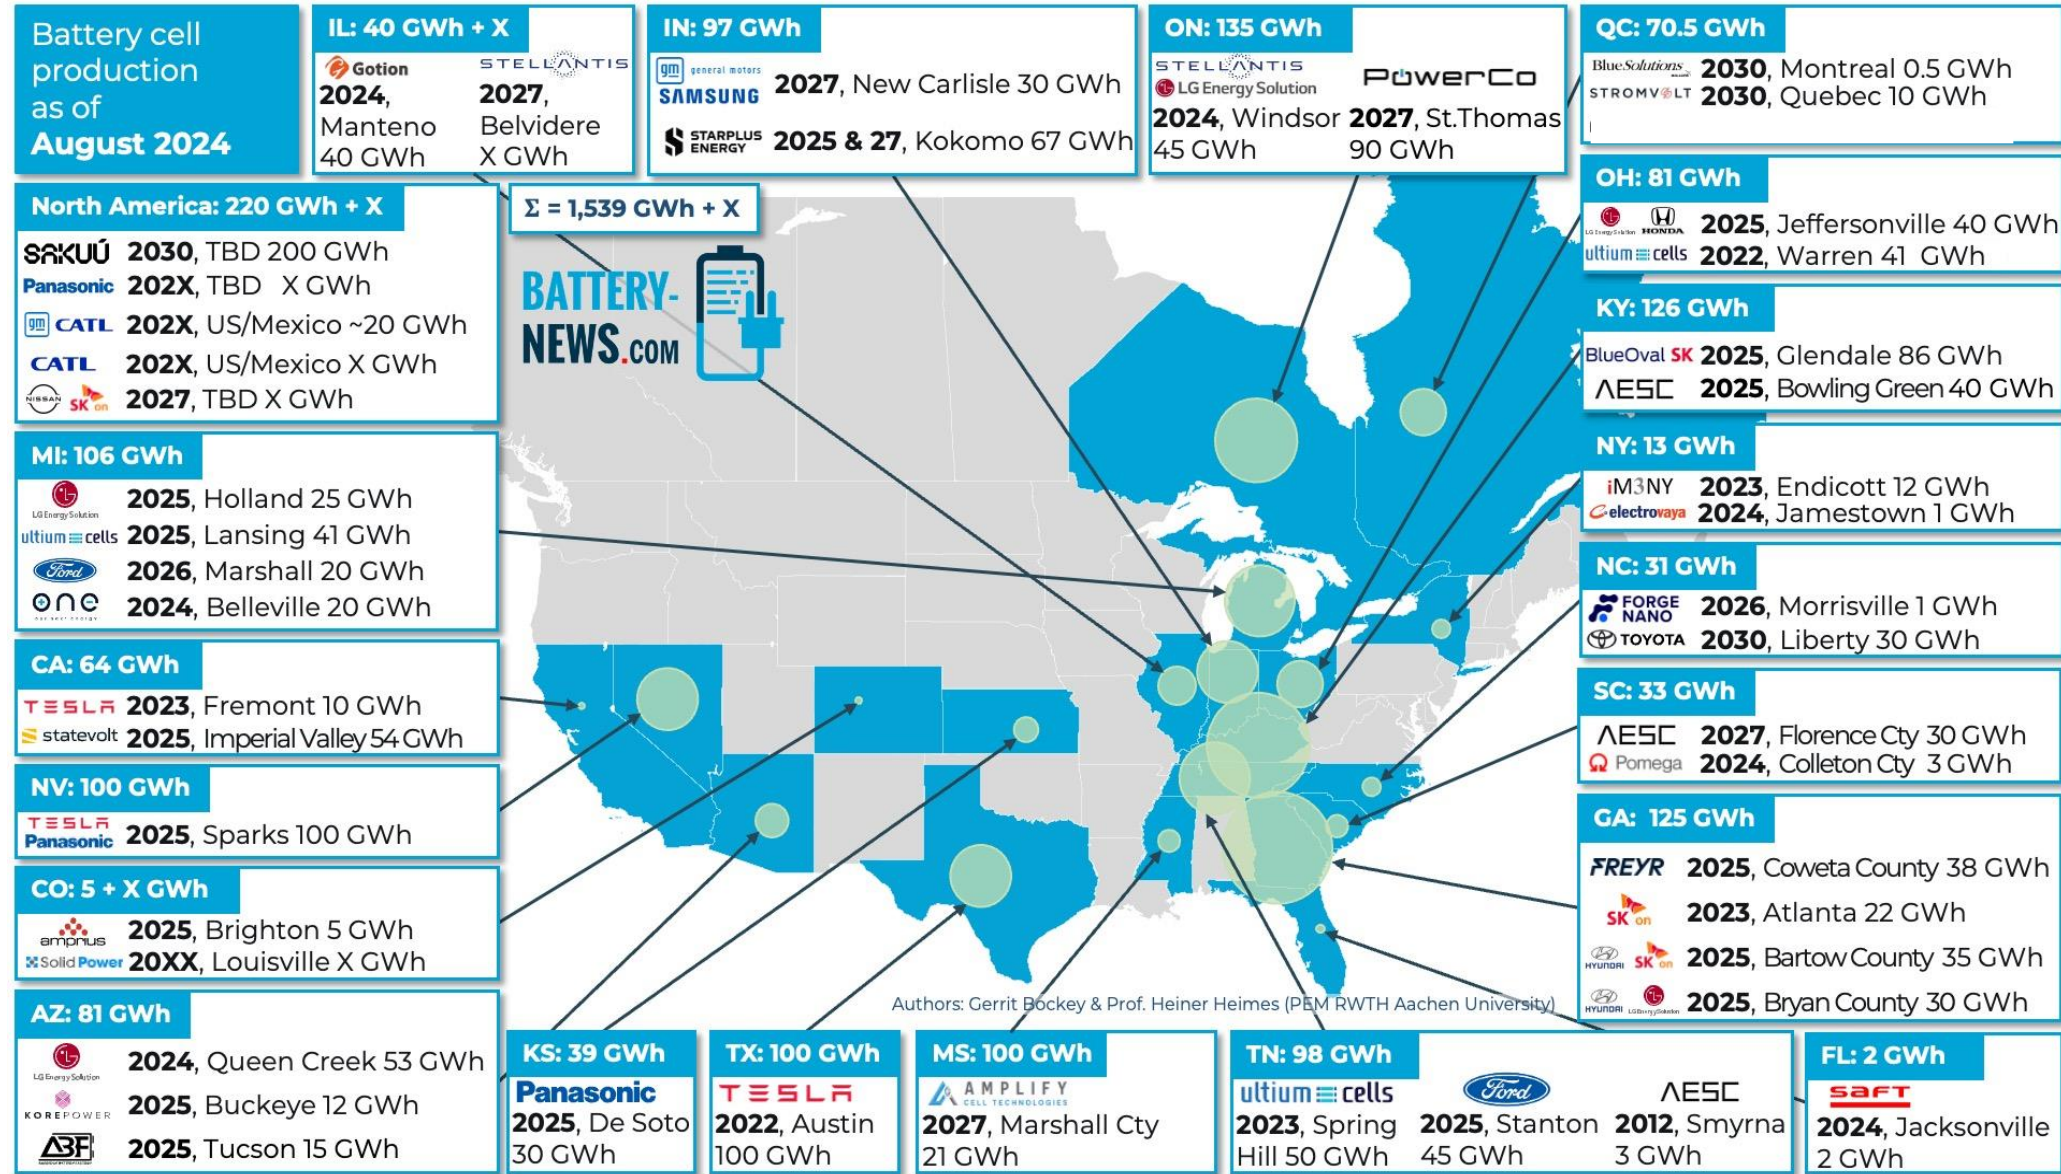 Battery cell
production
as of
August 2024
IL: 40 GWh + X
Gotion
2024,
Manteno
40 GWh
STELLANTIS
2027,
Belvidere
X GWh
IN: 97 GWh
gm general motors
SAMSUNG
2027, New Carlisle 30 GWh
STARPLUS
ENERGY
2025 & 27, Kokomo 67 GWh
ON: 135 GWh
STELLANTIS
LG Energy Solution
2024, Windsor
45 GWh
PowerCo
2027, St.Thomas
90 GWh
QC: 70.5 GWh
BlueSolutions 2030, Montreal 0.5 GWh
STROMVOLT 2030, Quebec 10 GWh
North America: 220 GWh + X
SAKUÚ 2030, TBD 200 GWh
Panasonic 202X, TBD X GWh
gm CATL 202X, US/Mexico ~20 GWh
CATL 202X, US/Mexico X GWh
NISSAN SK on 2027, TBD X GWh
Σ = 1,539 GWh + X
BATTERY-
NEWS.COM
OH: 81 GWh
LG Energy Solution HONDA 2025, Jeffersonville 40 GWh
ultium cells 2022, Warren 41 GWh
KY: 126 GWh
BlueOval SK 2025, Glendale 86 GWh
AESC 2025, Bowling Green 40 GWh
MI: 106 GWh
LG Energy Solution 2025, Holland 25 GWh
ultium cells 2025, Lansing 41 GWh
Ford 2026, Marshall 20 GWh
one 2024, Belleville 20 GWh
NY: 13 GWh
iM3NY 2023, Endicott 12 GWh
electrovaya 2024, Jamestown 1 GWh
NC: 31 GWh
FORGE
NANO
2026, Morrisville 1 GWh
TOYOTA 2030, Liberty 30 GWh
CA: 64 GWh
TESLA 2023, Fremont 10 GWh
statevolt 2025, Imperial Valley 54 GWh
SC: 33 GWh
AESC 2027, Florence Cty 30 GWh
Pomega 2024, Colleton Cty 3 GWh
NV: 100 GWh
TESLA
Panasonic
2025, Sparks 100 GWh
GA: 125 GWh
FREYR 2025, Coweta County 38 GWh
SK on 2023, Atlanta 22 GWh
HYUNDAI SK on 2025, Bartow County 35 GWh
HYUNDAI LG Energy Solution 2025, Bryan County 30 GWh
CO: 5 + X GWh
amprius 2025, Brighton 5 GWh
Solid Power 20XX, Louisville X GWh
Authors: Gerrit Bockey & Prof. Heiner Heimes (PEM RWTH Aachen University)
AZ: 81 GWh
LG Energy Solution 2024, Queen Creek 53 GWh
KOREPOWER 2025, Buckeye 12 GWh
ABF 2025, Tucson 15 GWh
KS: 39 GWh
Panasonic
2025, De Soto
30 GWh
TX: 100 GWh
TESLA
2022, Austin
100 GWh
MS: 100 GWh
AMPLIFY
CELL TECHNOLOGIES
2027, Marshall Cty
21 GWh
TN: 98 GWh
ultium cells
2023, Spring
Hill 50 GWh
Ford
2025, Stanton
45 GWh
AESC
2012, Smyrna
3 GWh
FL: 2 GWh
saft
2024, Jacksonville
2 GWh